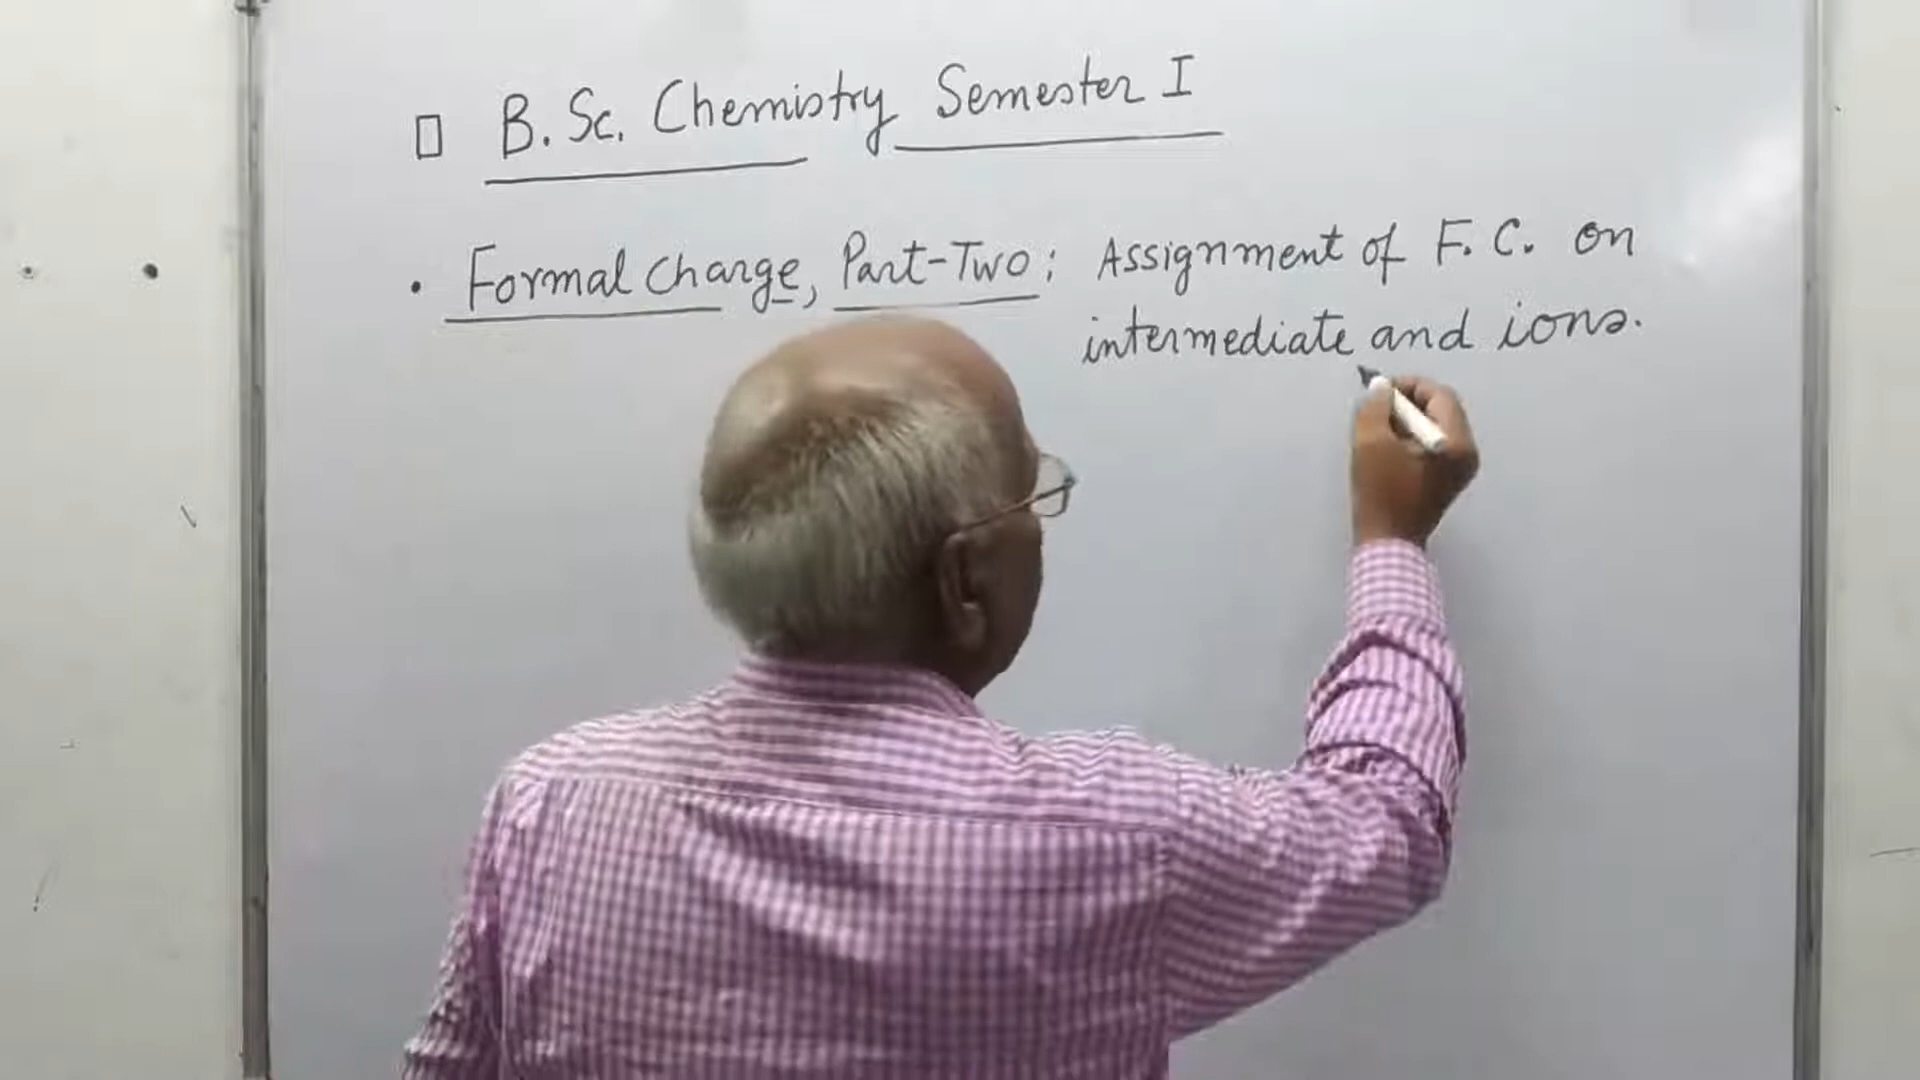 B. Sc. Chemistry Semester I
• Formal Charge, Part-Two: Assignment of F. C. on
intermediate and ions.